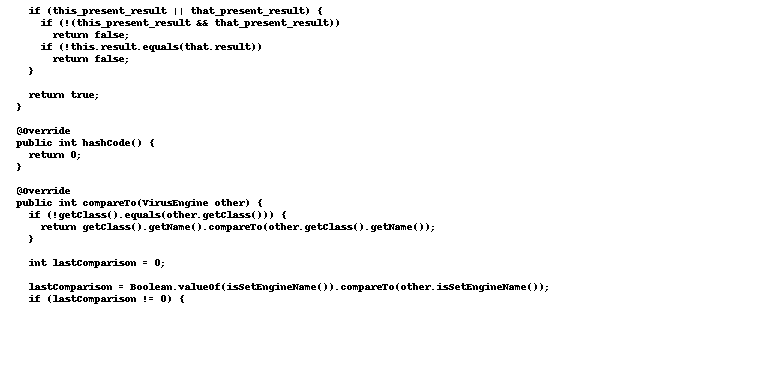 if (this_present_result || that_present_result) {
if (!(this_present_result && that_present_result))
return false;
if (!this.result.equals(that.result))
return false;
}
return true;
}
@Override
public int hashCode() {
return 0;
}
@Override
public int compareTo(VirusEngine other) {
if (!getClass().equals(other.getClass())) {
return getClass().getName().compareTo(other.getClass().getName());
}
int lastComparison = 0;
lastComparison = Boolean.valueOf(isSetEngineName()).compareTo(other.isSetEngineName());
if (lastComparison != 0) {